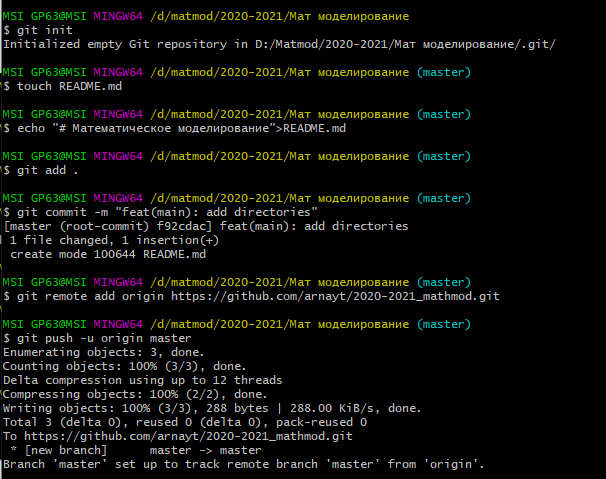 MSI GP63@MSI MINGW64 /d/matmod/2020-2021/Мат моделирование
$ git init
Initialized empty Git repository in D:/Matmod/2020-2021/Мат моделирование/.git/
MSI GP63@MSI MINGW64 /d/matmod/2020-2021/Мат моделирование (master)
$ touch README.md
MSI GP63@MSI MINGW64 /d/matmod/2020-2021/Мат моделирование (master)
$ echo "# Математическое моделирование">README.md
MSI GP63@MSI MINGW64 /d/matmod/2020-2021/Мат моделирование (master)
$ git add .
MSI GP63@MSI MINGW64 /d/matmod/2020-2021/Мат моделирование (master)
$ git commit -m "feat(main): add directories"
[master (root-commit) f92cdac] feat(main): add directories
1 file changed, 1 insertion(+)
create mode 100644 README.md
MSI GP63@MSI MINGW64 /d/matmod/2020-2021/Мат моделирование (master)
$ git remote add origin https://github.com/arnayt/2020-2021_mathmod.git
MSI GP63@MSI MINGW64 /d/matmod/2020-2021/Мат моделирование (master)
$ git push -u origin master
Enumerating objects: 3, done.
Counting objects: 100% (3/3), done.
Delta compression using up to 12 threads
Compressing objects: 100% (2/2), done.
Writing objects: 100% (3/3), 288 bytes | 288.00 KiB/s, done.
Total 3 (delta 0), reused 0 (delta 0), pack-reused 0
To https://github.com/arnayt/2020-2021_mathmod.git
* [new branch] master -> master
Branch 'master' set up to track remote branch 'master' from 'origin'.